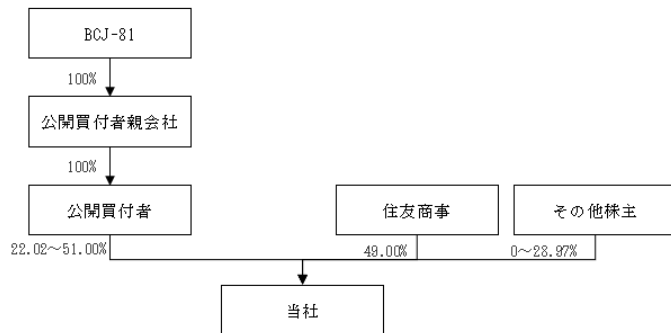 BCJ-81
100%
公開買付者親会社
100%
公開買付者
住友商事
その他株主
22.02～51.00%
49.00%
0～28.97%
当社